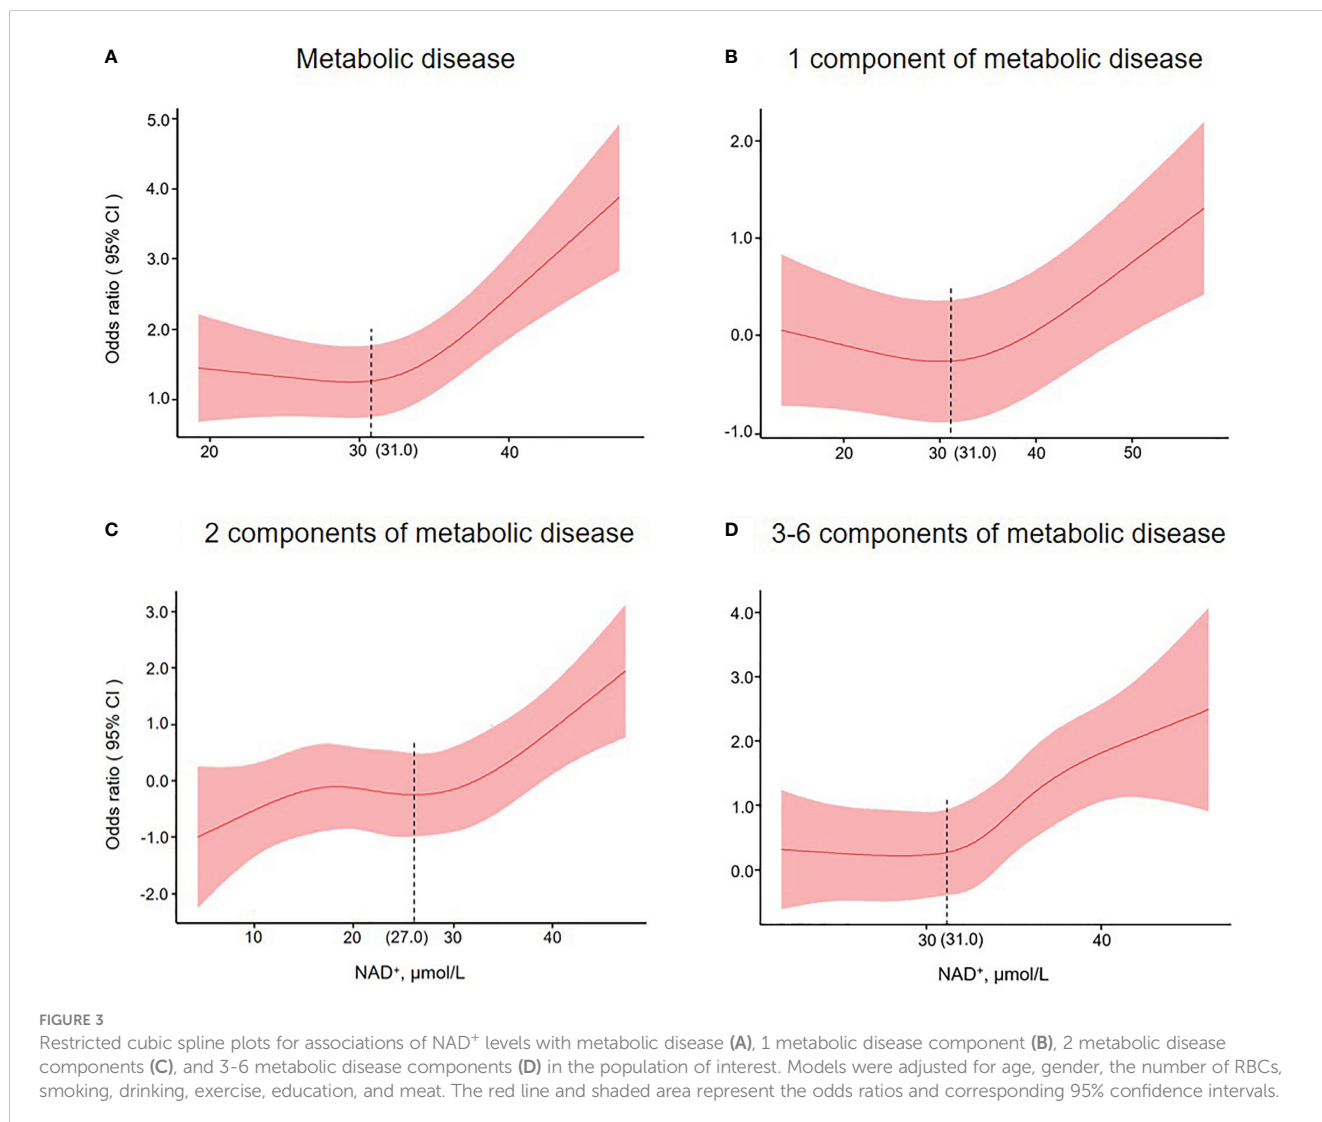 A
Metabolic disease
B
1 component of metabolic disease
Odds ratio ( 95% CI )
5.0
4.0
3.0
2.0
1.0
20
30 (31.0)
40
2.0
1.0
0.0
-1.0
20
30 (31.0)
40
50
C
2 components of metabolic disease
D
3-6 components of metabolic disease
Odds ratio ( 95% CI )
3.0
2.0
1.0
0.0
-1.0
-2.0
10
20
(27.0)
30
40
NAD⁺, µmol/L
4.0
3.0
2.0
1.0
0.0
30 (31.0)
40
NAD⁺, µmol/L
FIGURE 3
Restricted cubic spline plots for associations of NAD⁺ levels with metabolic disease (A), 1 metabolic disease component (B), 2 metabolic disease
components (C), and 3-6 metabolic disease components (D) in the population of interest. Models were adjusted for age, gender, the number of RBCs,
smoking, drinking, exercise, education, and meat. The red line and shaded area represent the odds ratios and corresponding 95% confidence intervals.